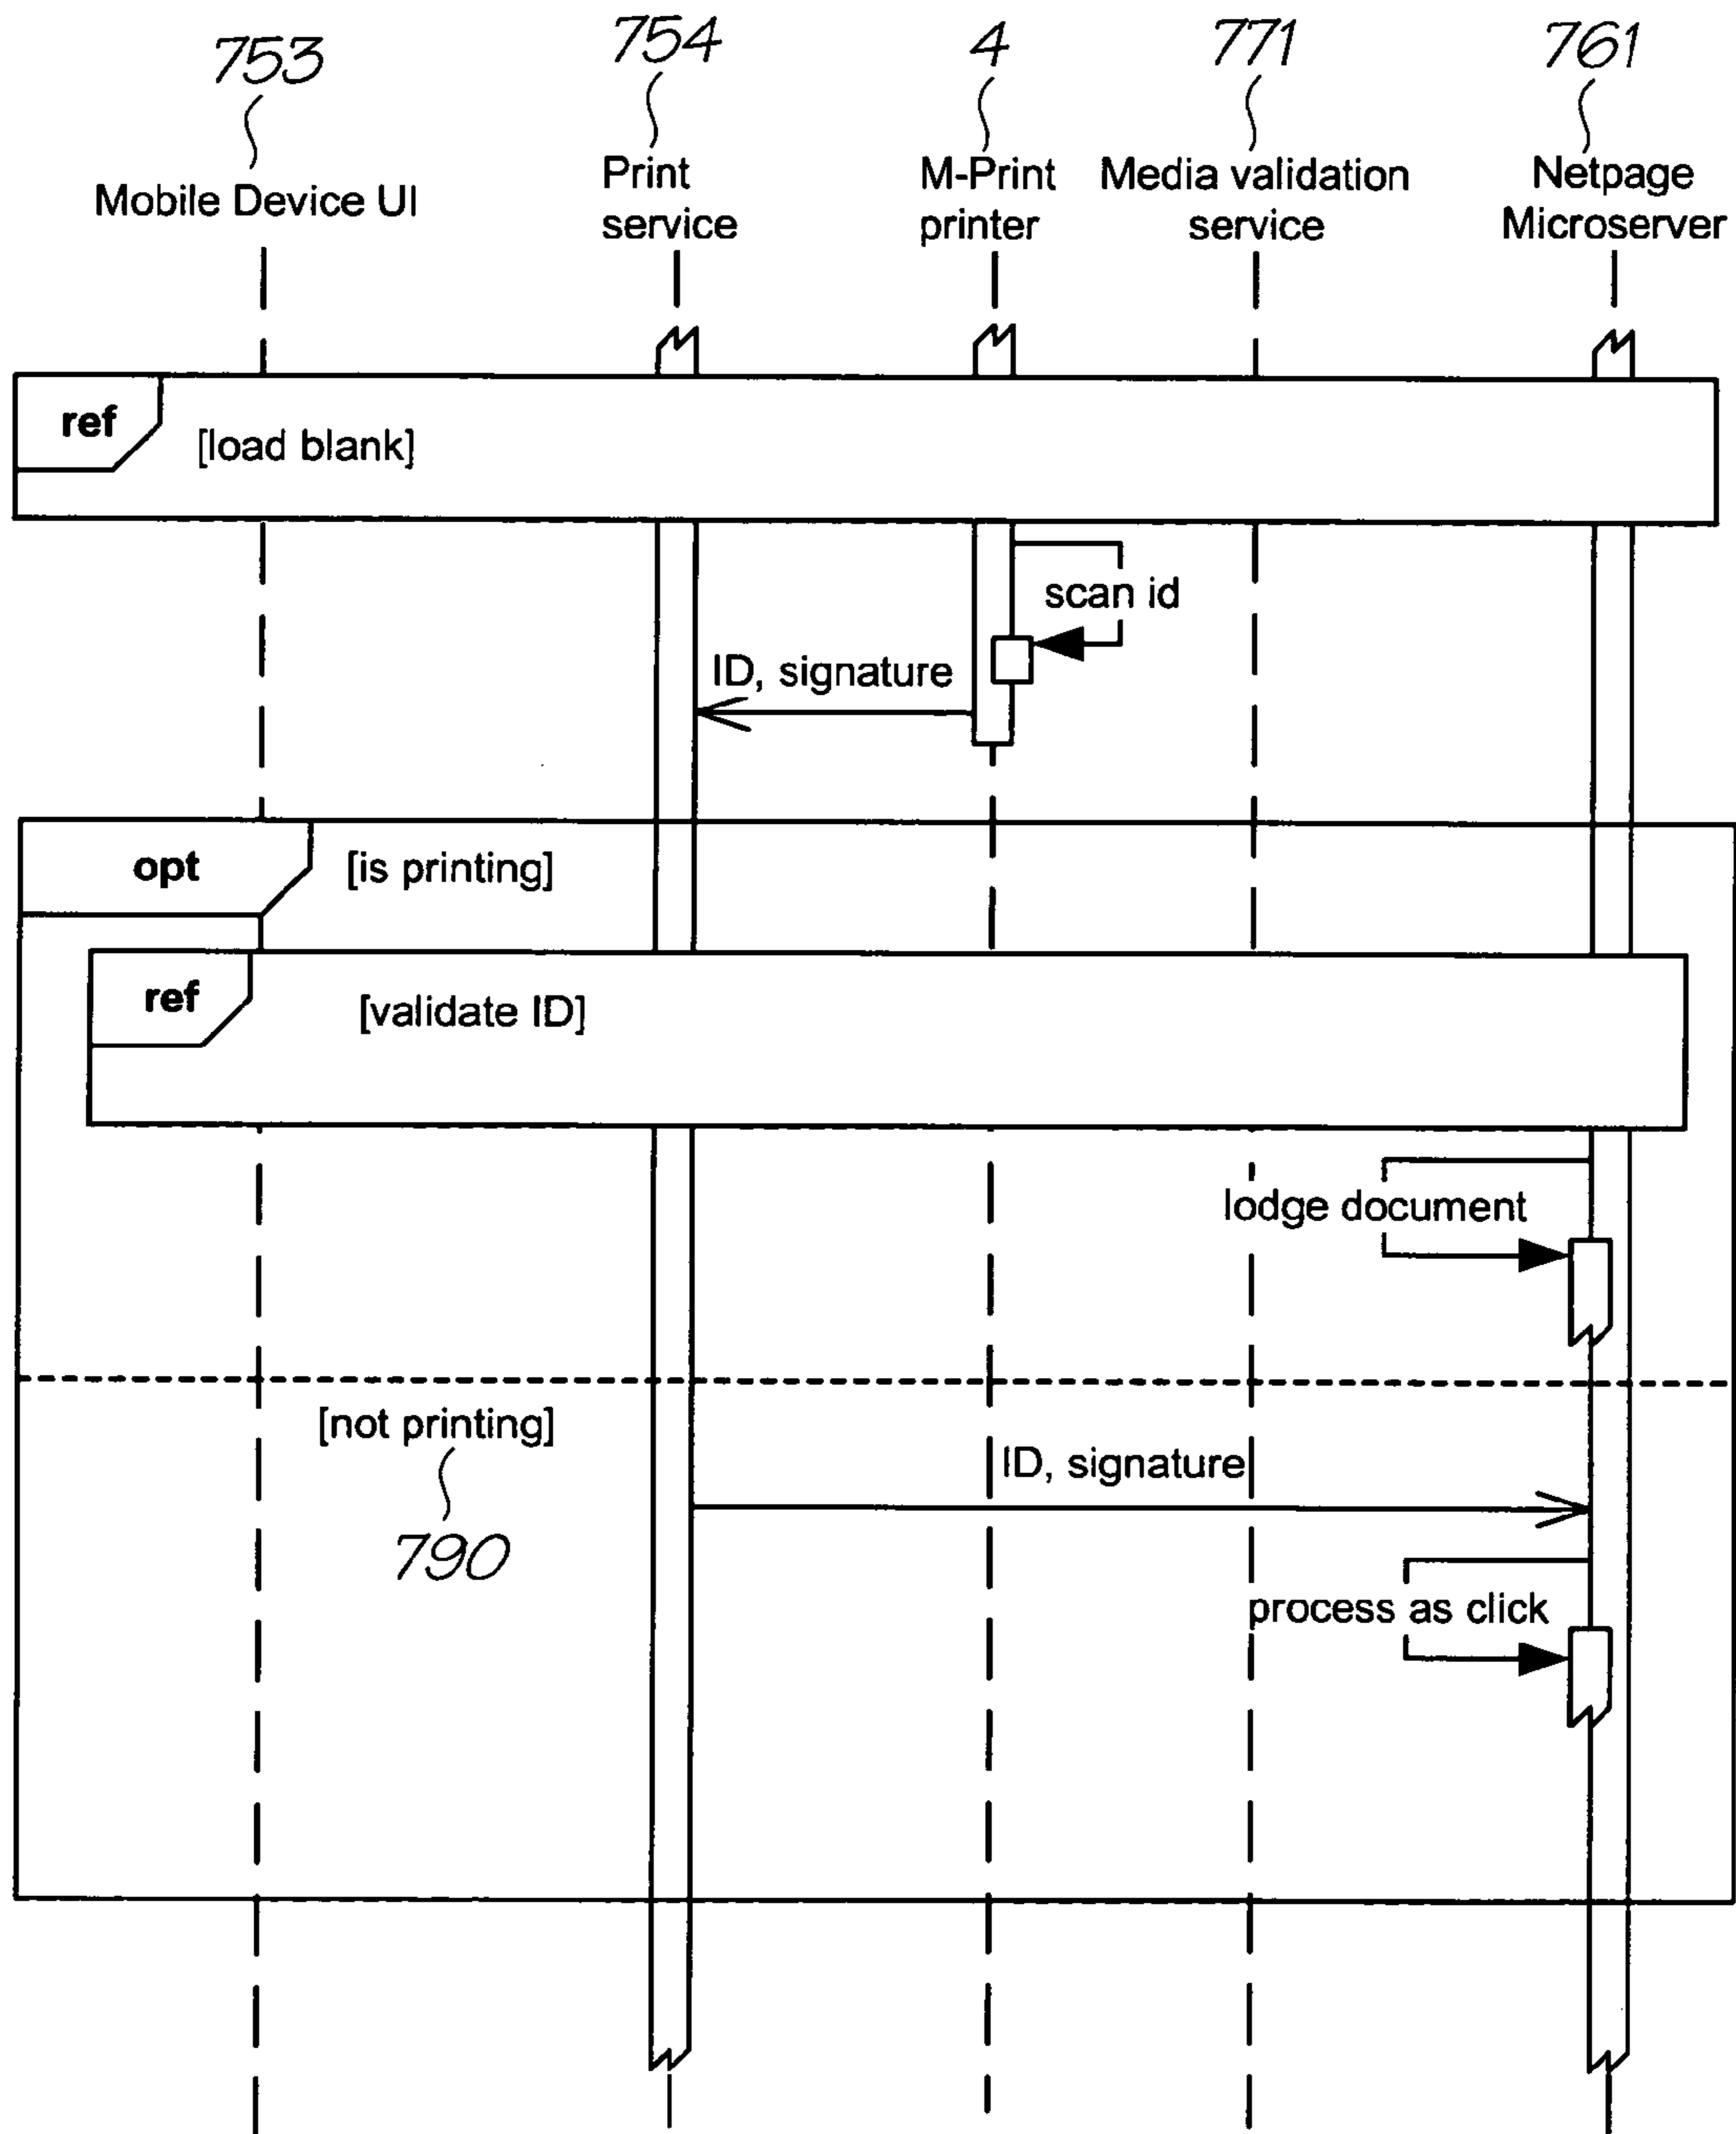 753
754
4
771
761
Mobile Device UI
Print
service
M-Print
printer
Media validation
service
Netpage
Microserver
ref
[load blank]
scan id
ID, signature
opt
[is printing]
ref
[validate ID]
lodge document
[not printing]
ID, signature
790
process as click